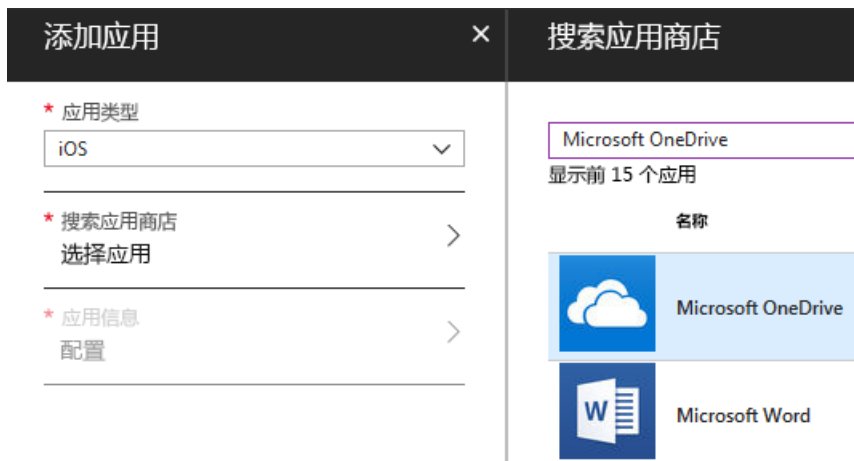 添加应用
* 应用类型
iOS
* 搜索应用商店
选择应用
* 应用信息
配置
搜索应用商店
Microsoft OneDrive
显示前 15 个应用
名称
Microsoft OneDrive
W
Microsoft Word